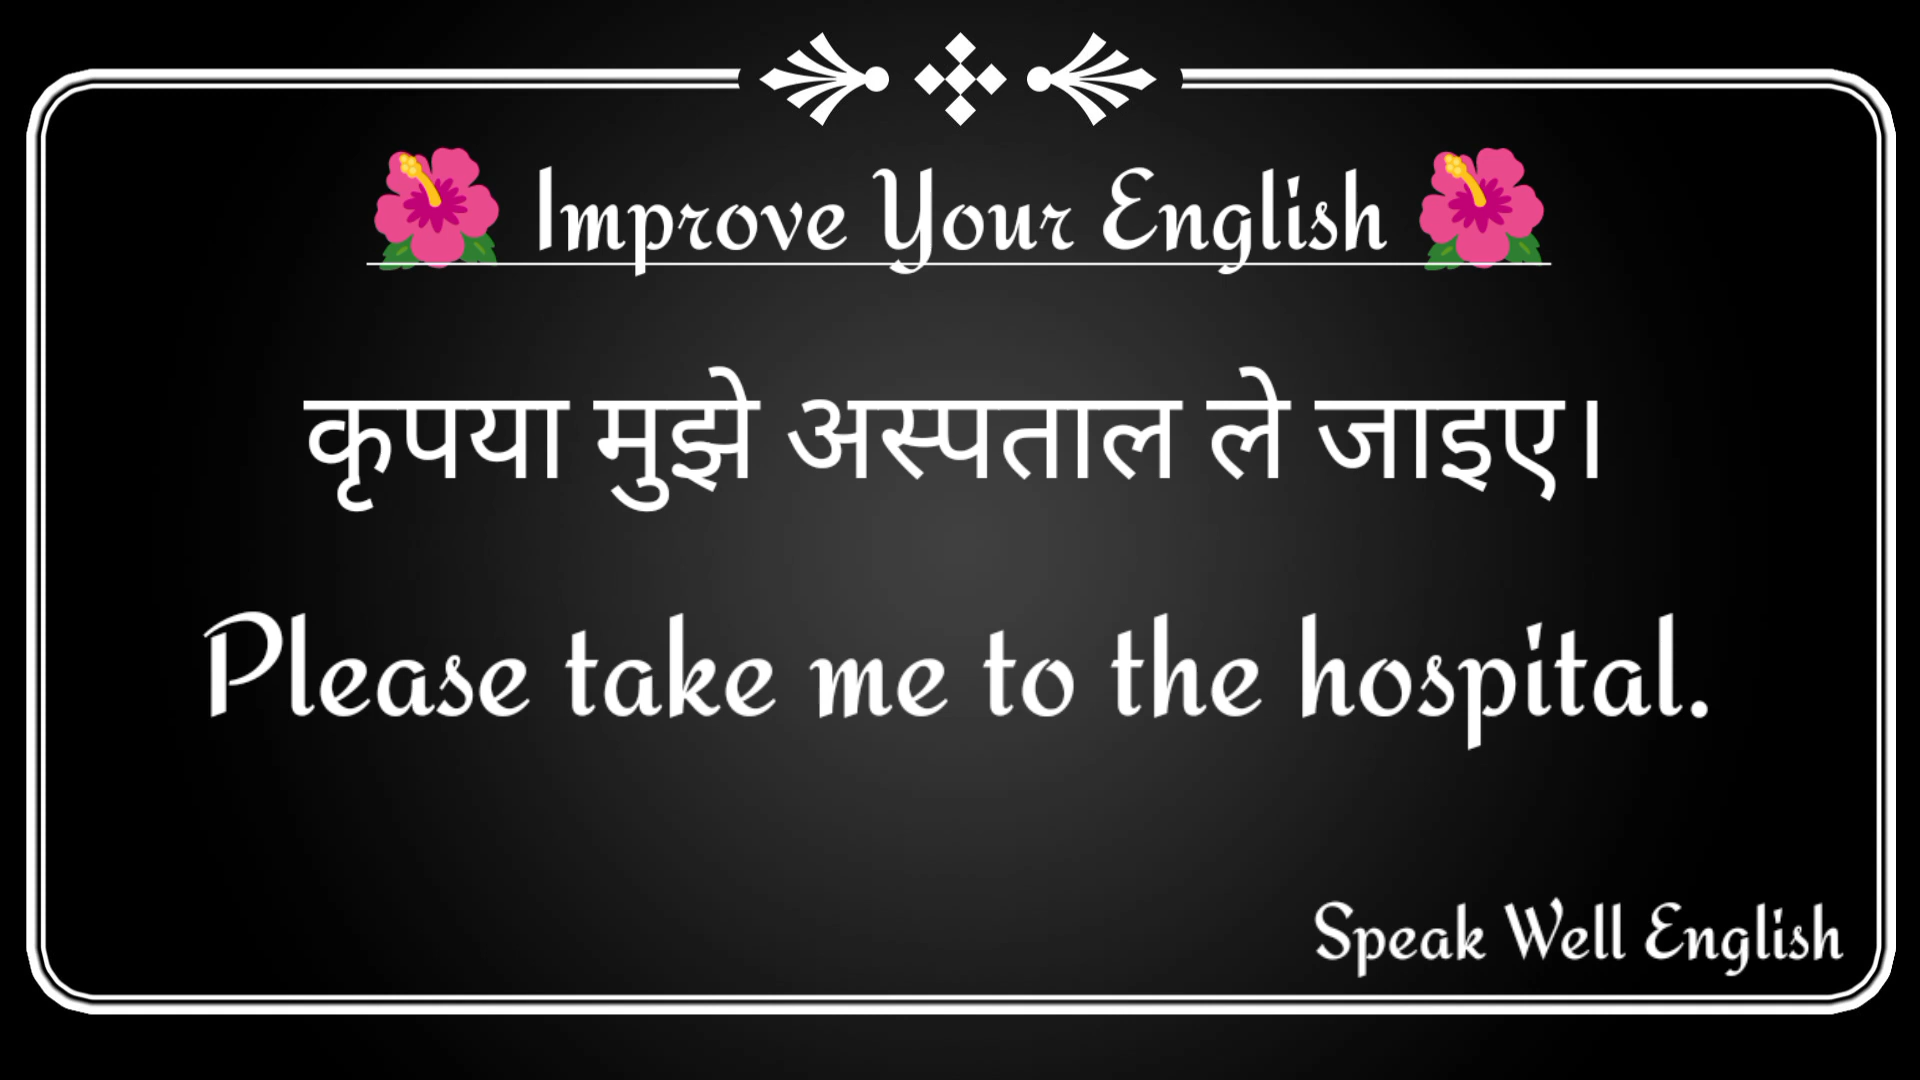 🌺 Improve Your English 🌺
कृपया मुझे अस्पताल ले जाइए।
Please take me to the hospital.
Speak Well English